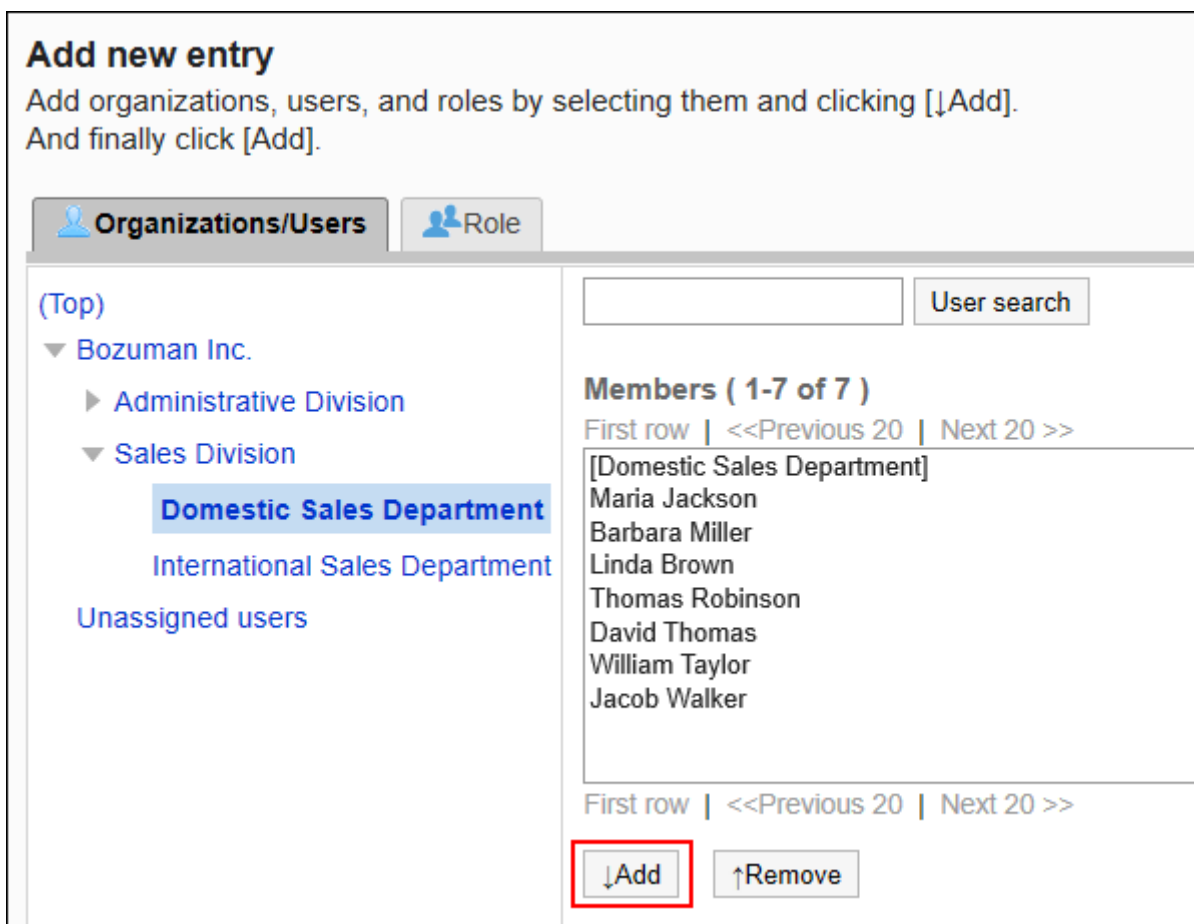 Add new entry
Add organizations, users, and roles by selecting them and clicking [↓Add].
And finally click [Add].
Organizations/Users
Role
(Top)
Bozuman Inc.
Administrative Division
Sales Division
Domestic Sales Department
International Sales Department
Unassigned users
User search
Members ( 1-7 of 7 )
First row | <<Previous 20 | Next 20 >>
[Domestic Sales Department]
Maria Jackson
Barbara Miller
Linda Brown
Thomas Robinson
David Thomas
William Taylor
Jacob Walker
First row | <<Previous 20 | Next 20 >>
↓Add
↑Remove